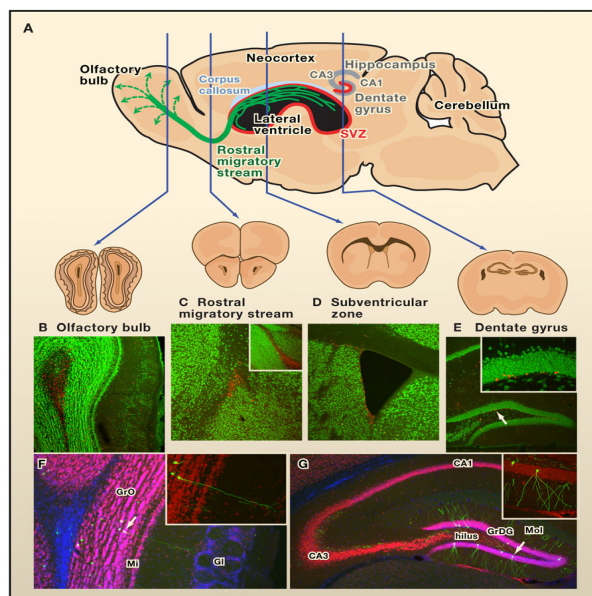 A
Neocortex
Hippocampus
CA3
CA1
Olfactory
bulb
Corpus
callosum
Dentate
gyrus
Cerebellum
Lateral
ventricle
SVZ
Rostral
migratory
stream
C Rostral
migratory stream
D Subventricular
zone
B Olfactory bulb
E Dentate gyrus
F
GrO
Mi
Gl
G
CA1
CA3
hilus
GrDG
Mol